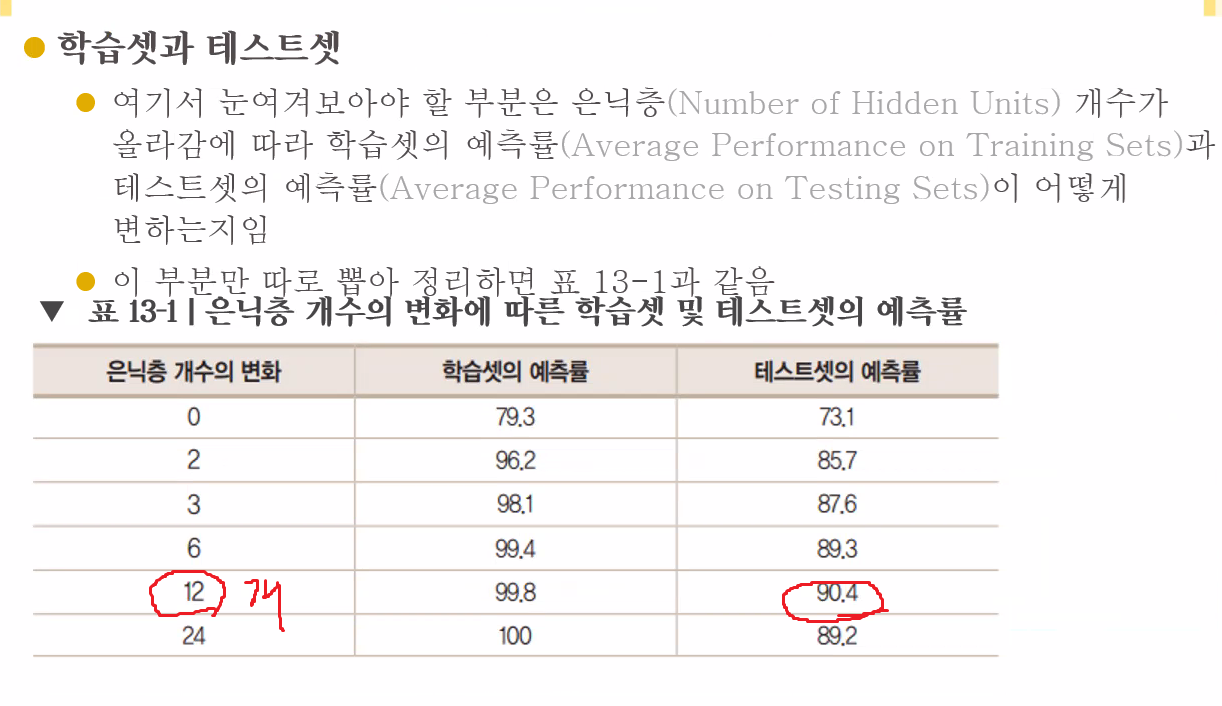 학습셋과 테스트셋
여기서 눈여겨보아야 할 부분은 은닉층(Number of Hidden Units) 개수가
올라감에 따라 학습셋의 예측률(Average Performance on Training Sets)과
테스트셋의 예측률(Average Performance on Testing Sets)이 어떻게
변하는지임
이 부분만 따로 뽑아 정리하면 표 13-1과 같음
▼ 표 13-1 | 은닉층 개수의 변화에 따른 학습셋 및 테스트셋의 예측률
은닉층 개수의 변화 학습셋의 예측률 테스트셋의 예측률
0 79.3 73.1
2 96.2 85.7
3 98.1 87.6
6 99.4 89.3
12 개 99.8 90.4
24 100 89.2